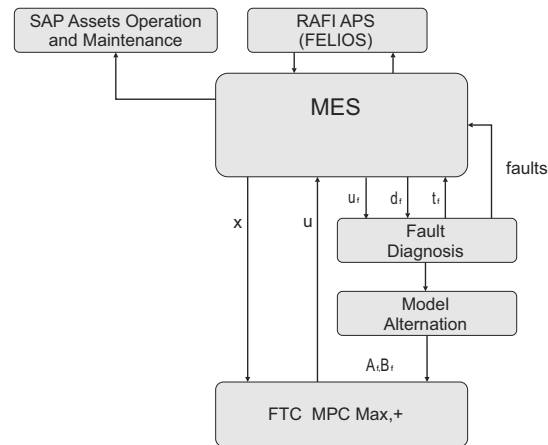 SAP Assets Operation
and Maintenance
RAFI APS
(FELIOS)
MES
faults
uf
df
tf
x
u
Fault
Diagnosis
Model
Alternation
Af,Bf
FTC MPC Max,+